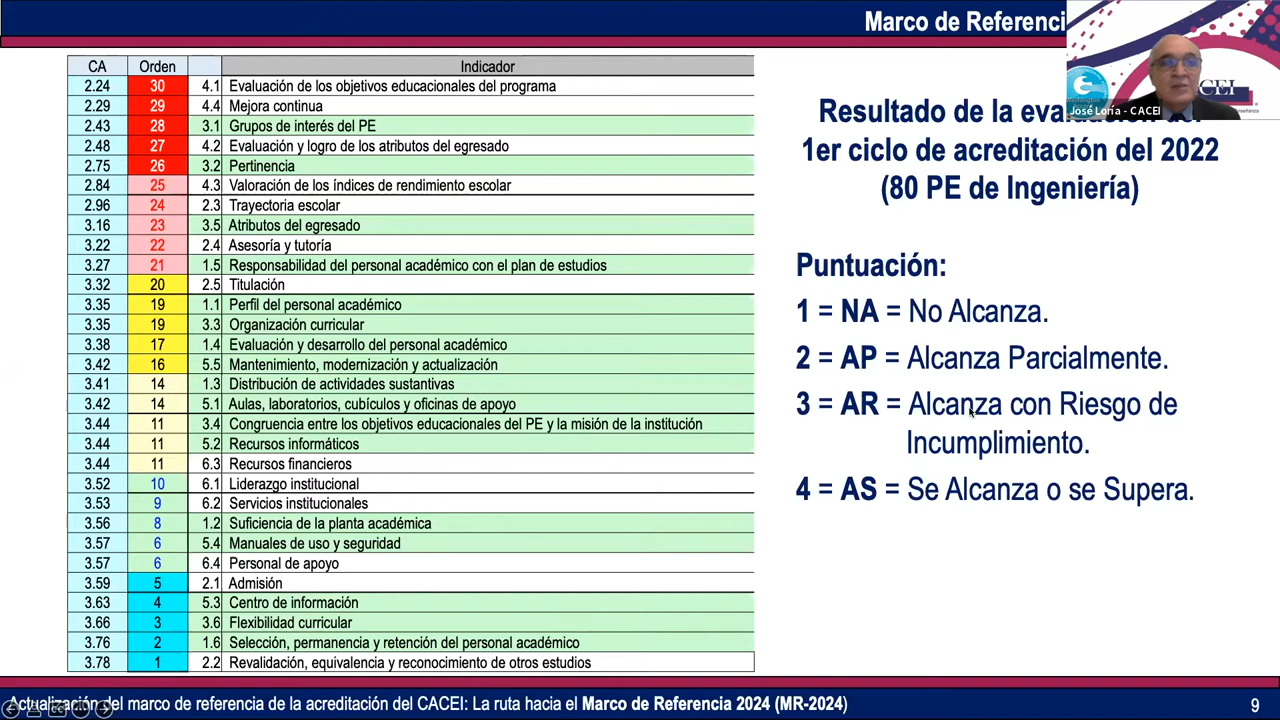 Marco de Referenci
CEI
José Loría - CACEI
CA Orden Indicador
2.24 30 4.1 Evaluación de los objetivos educacionales del programa
2.29 29 4.4 Mejora continua
2.43 28 3.1 Grupos de interés del PE
2.48 27 4.2 Evaluación y logro de los atributos del egresado
2.75 26 3.2 Pertinencia
2.84 25 4.3 Valoración de los índices de rendimiento escolar
2.96 24 2.3 Trayectoria escolar
3.16 23 3.5 Atributos del egresado
3.22 22 2.4 Asesoría y tutoría
3.27 21 1.5 Responsabilidad del personal académico con el plan de estudios
3.32 20 2.5 Titulación
3.35 19 1.1 Perfil del personal académico
3.35 19 3.3 Organización curricular
3.38 17 1.4 Evaluación y desarrollo del personal académico
3.42 16 5.5 Mantenimiento, modernización y actualización
3.41 14 1.3 Distribución de actividades sustantivas
3.42 14 5.1 Aulas, laboratorios, cubículos y oficinas de apoyo
3.44 11 3.4 Congruencia entre los objetivos educacionales del PE y la misión de la institución
3.44 11 5.2 Recursos informáticos
3.44 11 6.3 Recursos financieros
3.52 10 6.1 Liderazgo institucional
3.53 9 6.2 Servicios institucionales
3.56 8 1.2 Suficiencia de la planta académica
3.57 6 5.4 Manuales de uso y seguridad
3.57 6 6.4 Personal de apoyo
3.59 5 2.1 Admisión
3.63 4 5.3 Centro de información
3.66 3 3.6 Flexibilidad curricular
3.76 2 1.6 Selección, permanencia y retención del personal académico
3.78 1 2.2 Revalidación, equivalencia y reconocimiento de otros estudios
Resultado de la eva
1er ciclo de acreditación del 2022
(80 PE de Ingeniería)
Puntuación:
1 = NA = No Alcanza.
2 = AP = Alcanza Parcialmente.
3 = AR = Alcanza con Riesgo de
Incumplimiento.
4 = AS = Se Alcanza o se Supera.
Actualización del marco de referencia de la acreditación del CACEI: La ruta hacia el Marco de Referencia 2024 (MR-2024)
9